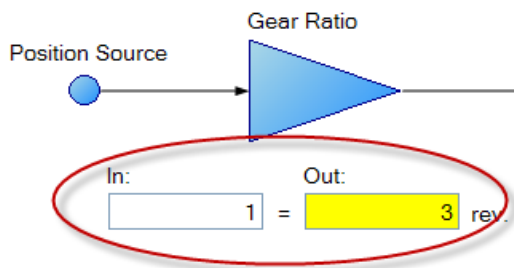 Gear Ratio
Position Source
In: Out:
1 = 3 rev.